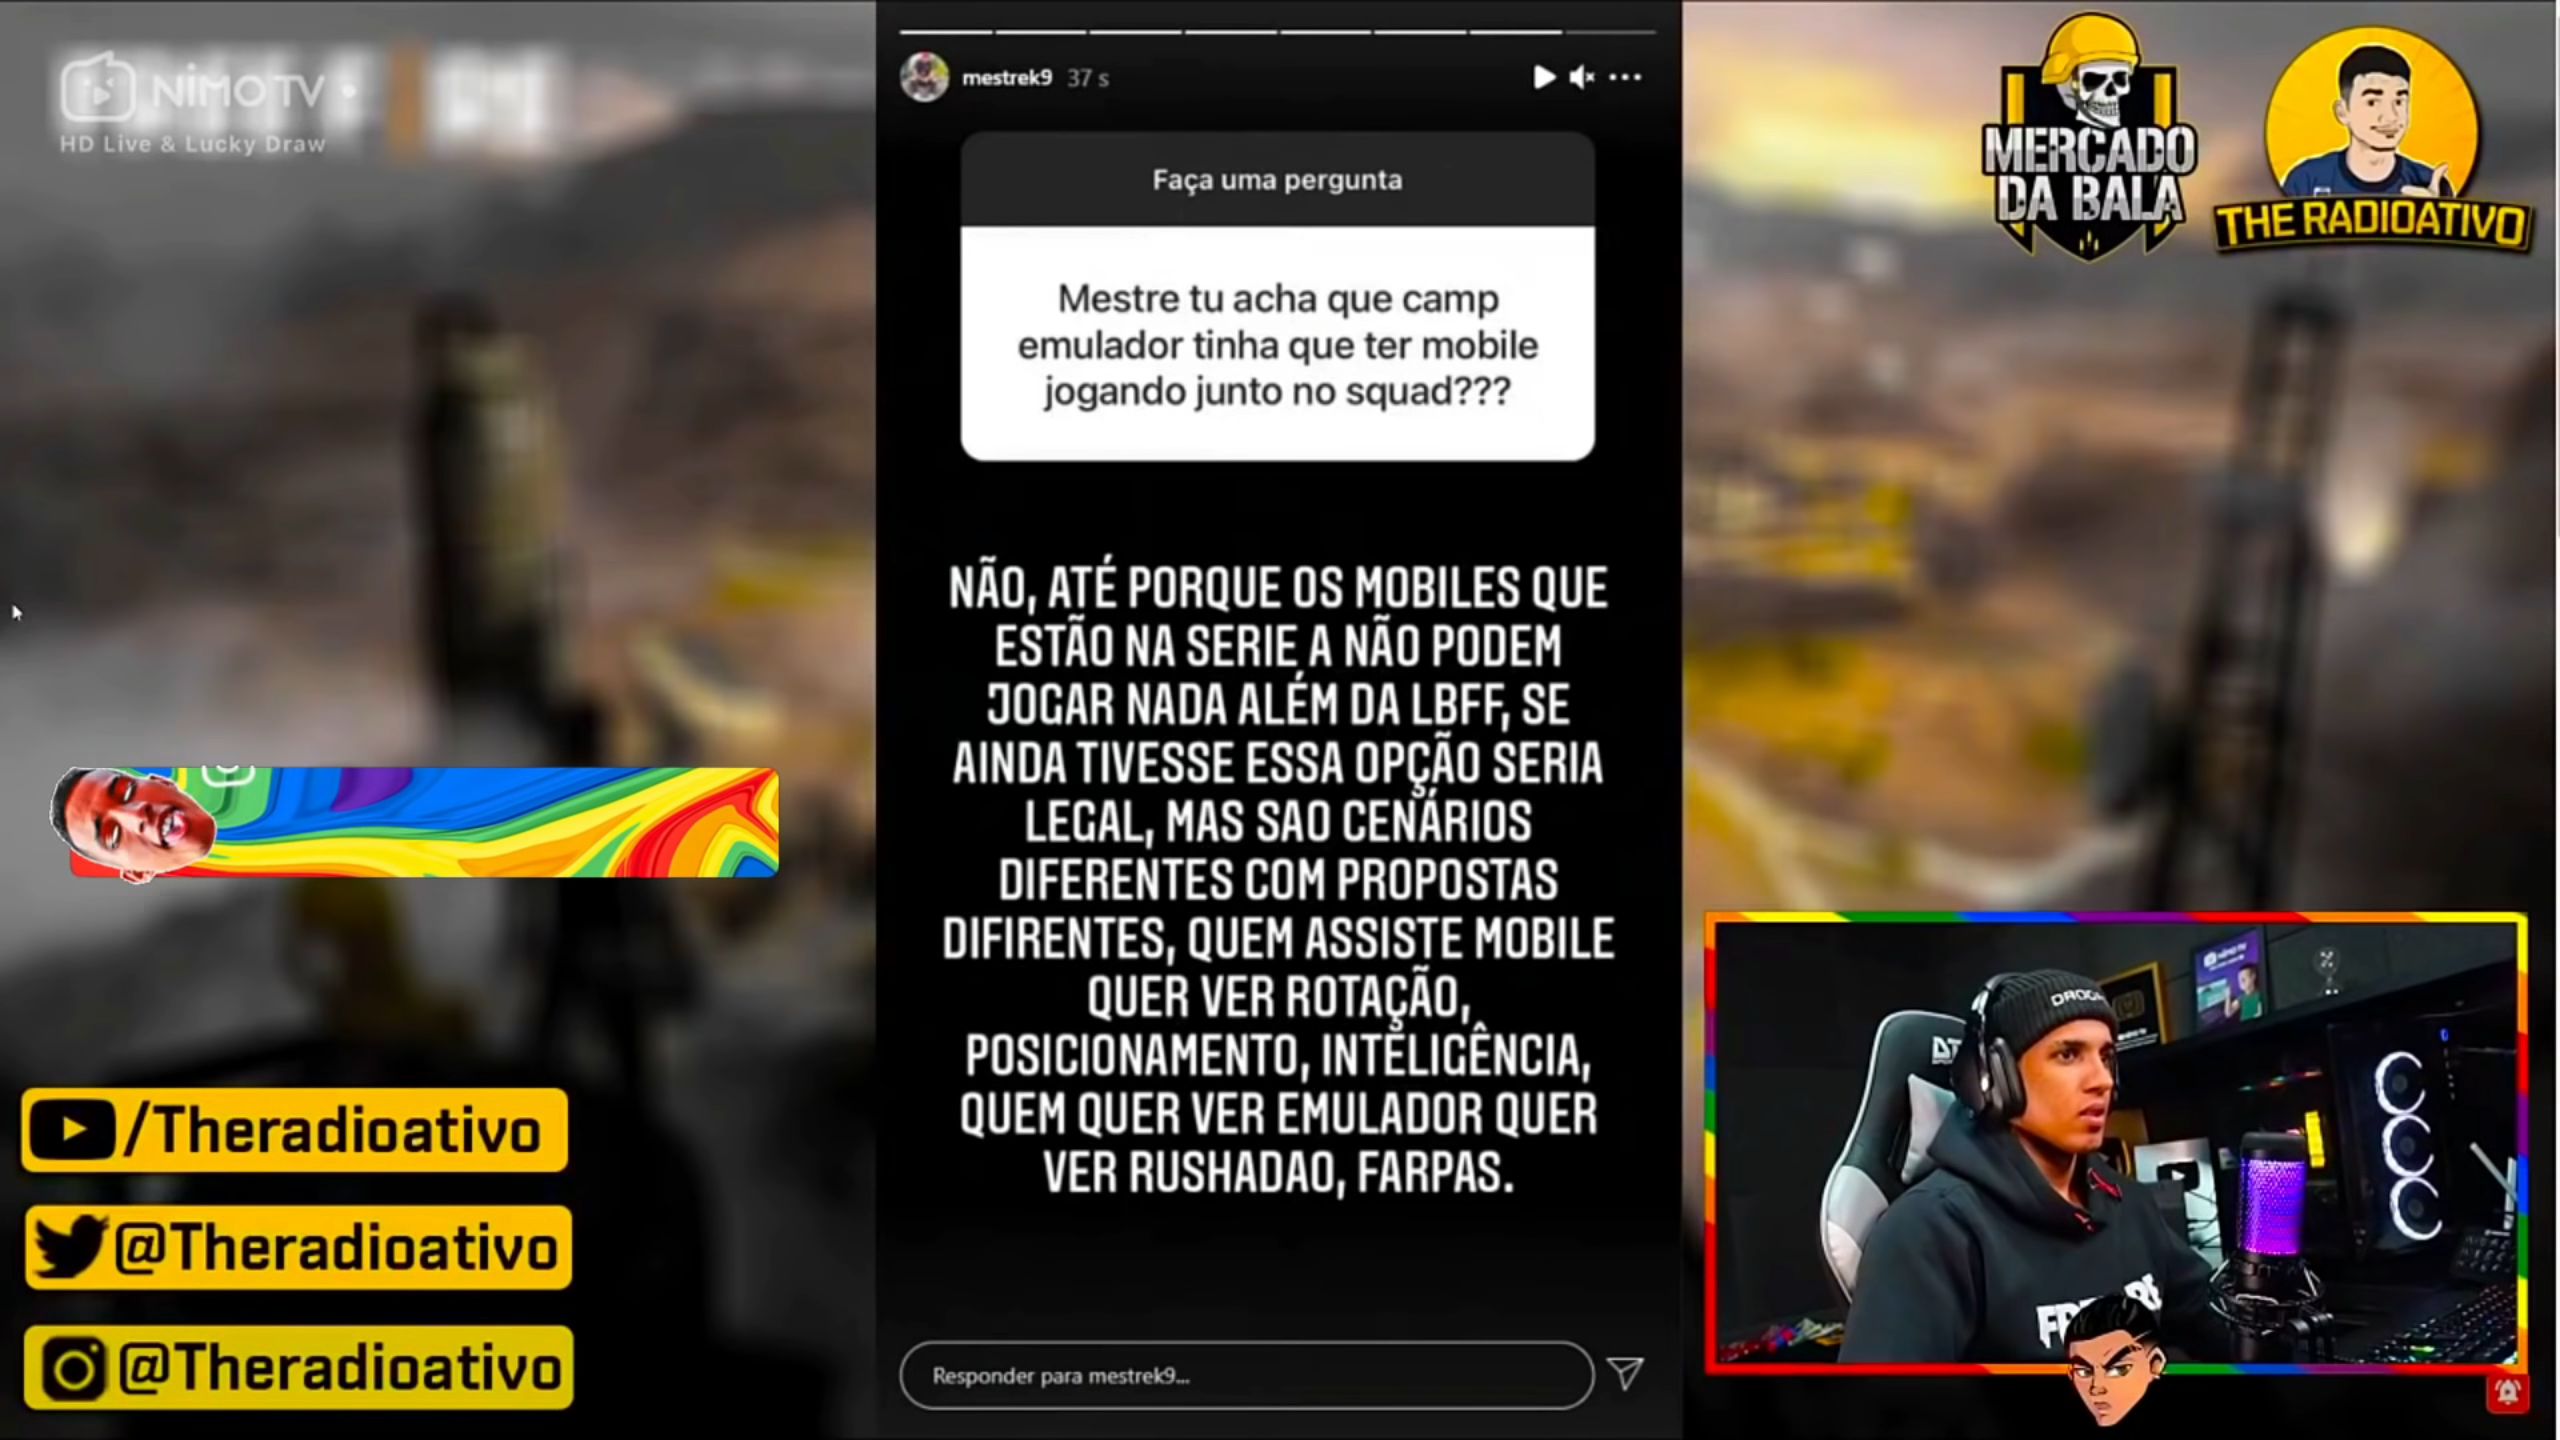 NIMO TV
HD Live & Lucky Draw
mestrek9 37 s
Faça uma pergunta
Mestre tu acha que camp
emulador tinha que ter mobile
jogando junto no squad???
NÃO, ATÉ PORQUE OS MOBILES QUE
ESTÃO NA SERIE A NÃO PODEM
JOGAR NADA ALÉM DA LBFF, SE
AINDA TIVESSE ESSA OPÇÃO SERIA
LEGAL, MAS SAO CENÁRIOS
DIFERENTES COM PROPOSTAS
DIFIRENTES, QUEM ASSISTE MOBILE
QUER VER ROTAÇÃO,
POSICIONAMENTO, INTELIGÊNCIA,
QUEM QUER VER EMULADOR QUER
VER RUSHADAO, FARPAS.
Responder para mestrek9...
MERCADO
DA BALA
THE RADIOATIVO
/Theradioativo
@Theradioativo
@Theradioativo